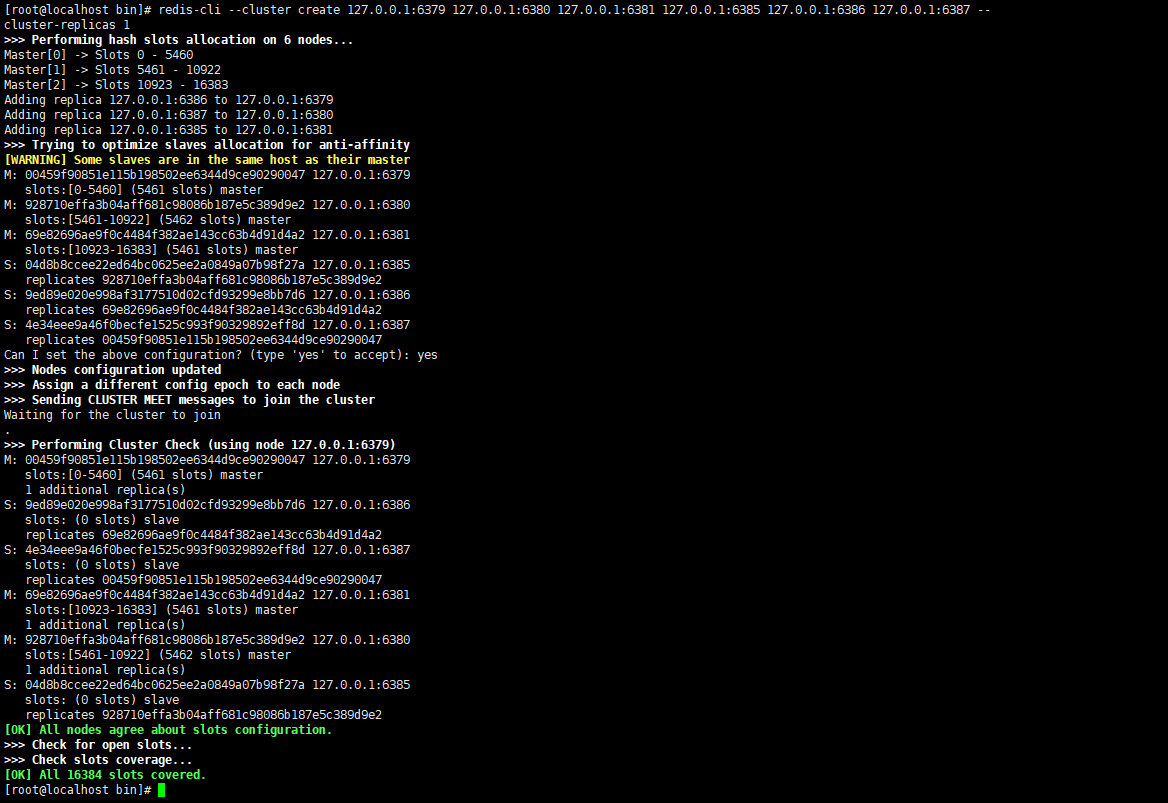 [root@localhost bin]# redis-cli --cluster create 127.0.0.1:6379 127.0.0.1:6380 127.0.0.1:6381 127.0.0.1:6385 127.0.0.1:6386 127.0.0.1:6387 --
cluster-replicas 1
>>> Performing hash slots allocation on 6 nodes...
Master[0] -> Slots 0 - 5460
Master[1] -> Slots 5461 - 10922
Master[2] -> Slots 10923 - 16383
Adding replica 127.0.0.1:6386 to 127.0.0.1:6379
Adding replica 127.0.0.1:6387 to 127.0.0.1:6380
Adding replica 127.0.0.1:6385 to 127.0.0.1:6381
>>> Trying to optimize slaves allocation for anti-affinity
[WARNING] Some slaves are in the same host as their master
M: 00459f90851e115b198502ee6344d9ce90290047 127.0.0.1:6379
   slots:[0-5460] (5461 slots) master
M: 928710effa3b04aff681c98086b187e5c389d9e2 127.0.0.1:6380
   slots:[5461-10922] (5462 slots) master
M: 69e82696ae9f0c4484f382ae143cc63b4d91d4a2 127.0.0.1:6381
   slots:[10923-16383] (5461 slots) master
S: 04d8b8ccee22ed64bc0625ee2a0849a07b98f27a 127.0.0.1:6385
   replicates 928710effa3b04aff681c98086b187e5c389d9e2
S: 9ed89e020e998af3177510d02cfd93299e8bb7d6 127.0.0.1:6386
   replicates 69e82696ae9f0c4484f382ae143cc63b4d91d4a2
S: 4e34eee9a46f0becfe1525c993f90329892eff8d 127.0.0.1:6387
   replicates 00459f90851e115b198502ee6344d9ce90290047
Can I set the above configuration? (type 'yes' to accept): yes
>>> Nodes configuration updated
>>> Assign a different config epoch to each node
>>> Sending CLUSTER MEET messages to join the cluster
Waiting for the cluster to join
.
>>> Performing Cluster Check (using node 127.0.0.1:6379)
M: 00459f90851e115b198502ee6344d9ce90290047 127.0.0.1:6379
   slots:[0-5460] (5461 slots) master
   1 additional replica(s)
S: 9ed89e020e998af3177510d02cfd93299e8bb7d6 127.0.0.1:6386
   slots: (0 slots) slave
   replicates 69e82696ae9f0c4484f382ae143cc63b4d91d4a2
S: 4e34eee9a46f0becfe1525c993f90329892eff8d 127.0.0.1:6387
   slots: (0 slots) slave
   replicates 00459f90851e115b198502ee6344d9ce90290047
M: 69e82696ae9f0c4484f382ae143cc63b4d91d4a2 127.0.0.1:6381
   slots:[10923-16383] (5461 slots) master
   1 additional replica(s)
M: 928710effa3b04aff681c98086b187e5c389d9e2 127.0.0.1:6380
   slots:[5461-10922] (5462 slots) master
   1 additional replica(s)
S: 04d8b8ccee22ed64bc0625ee2a0849a07b98f27a 127.0.0.1:6385
   slots: (0 slots) slave
   replicates 928710effa3b04aff681c98086b187e5c389d9e2
[OK] All nodes agree about slots configuration.
>>> Check for open slots...
>>> Check slots coverage...
[OK] All 16384 slots covered.
[root@localhost bin]#